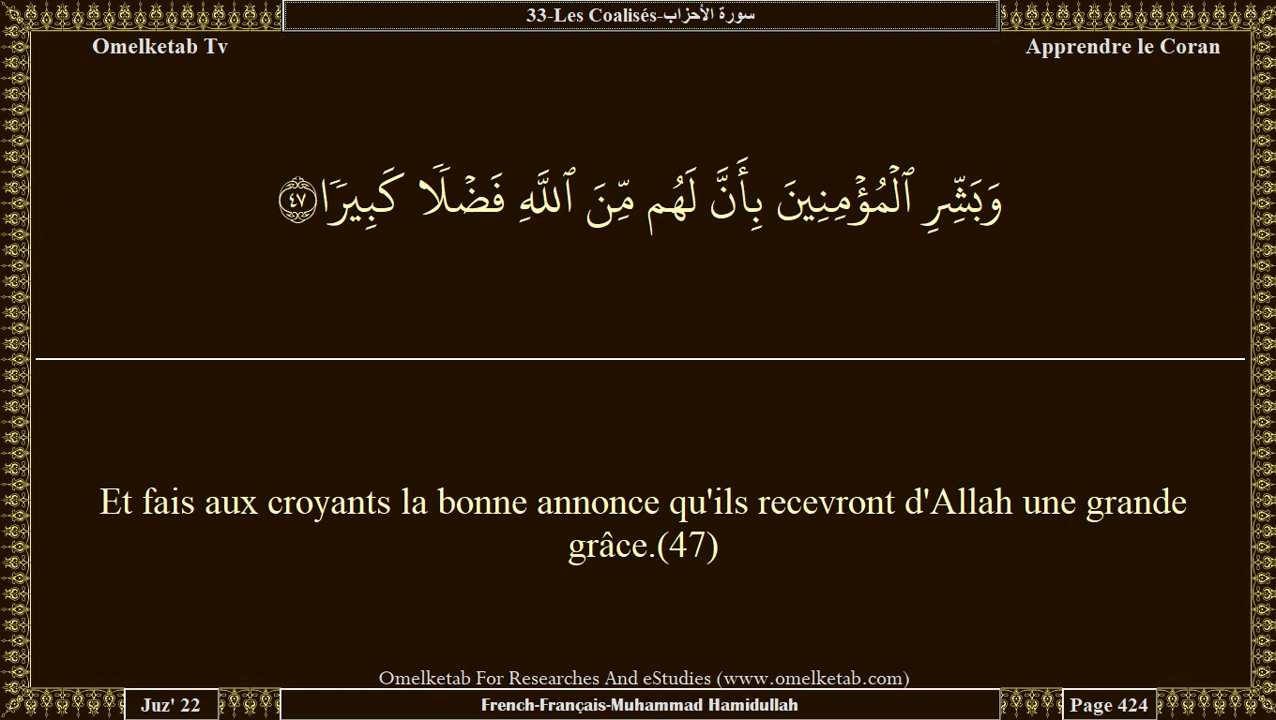 33-Les Coalisés-سورة الأحزاب
Omelketab Tv
Apprendre le Coran
وَبَشِّرِ ٱلۡمُؤۡمِنِينَ بِأَنَّ لَهُم مِّنَ ٱللَّهِ فَضۡلٗا كَبِيرٗا ٤٧
Et fais aux croyants la bonne annonce qu'ils recevront d'Allah une grande
grâce.(47)
Omelketab For Researches And eStudies (www.omelketab.com)
Juz' 22
French-Français-Muhammad Hamidullah
Page 424